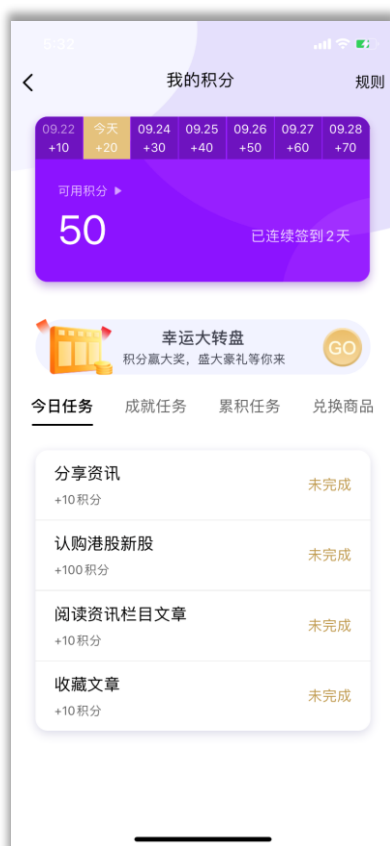 5:32
我的积分
规则
09.22 今天 09.24 09.25 09.26 09.27 09.28
+10 +20 +30 +40 +50 +60 +70
可用积分
50
已连续签到2天
幸运大转盘
积分赢大奖，盛大豪礼等你来
GO
今日任务 成就任务 累积任务 兑换商品
分享资讯
+10积分
未完成
认购港股新股
+100积分
未完成
阅读资讯栏目文章
+10积分
未完成
收藏文章
+10积分
未完成